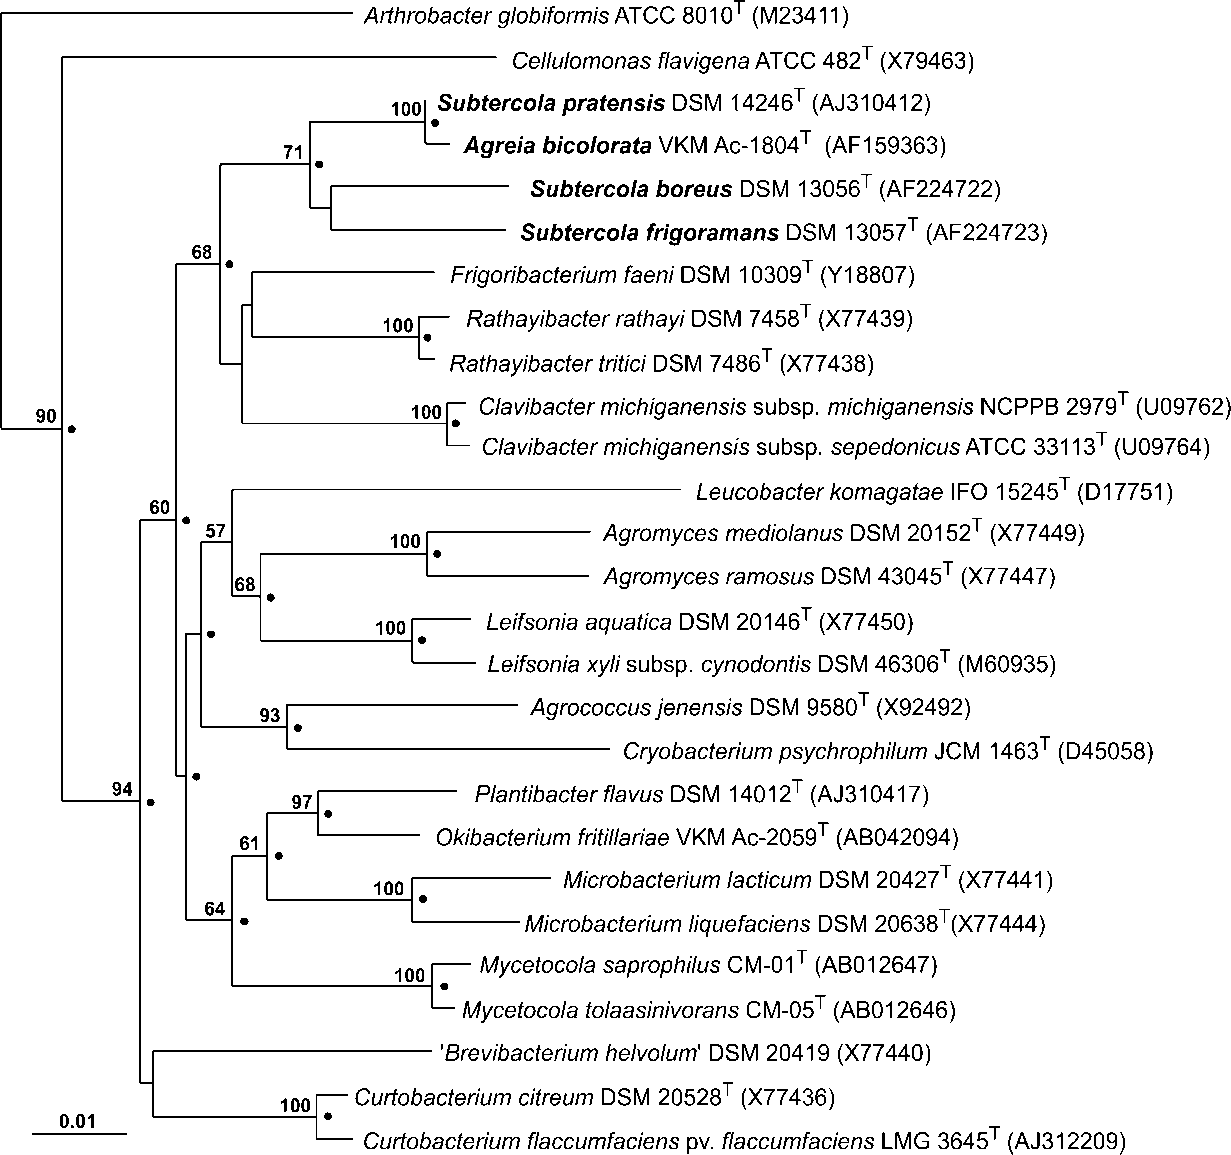 Arthrobacter globiformis ATCC 8010T (M23411)
Cellulomonas flavigena ATCC 482T (X79463)
100 Subtercola pratensis DSM 14246T (AJ310412)
Agreia bicolorata VKM Ac-1804T (AF159363)
71
Subtercola boreus DSM 13056T (AF224722)
Subtercola frigoramans DSM 13057T (AF224723)
68
Frigoribacterium faeni DSM 10309T (Y18807)
Rathayibacter rathayi DSM 7458T (X77439)
100
Rathayibacter tritici DSM 7486T (X77438)
Clavibacter michiganensis subsp. michiganensis NCPPB 2979T (U09762)
100
90
Clavibacter michiganensis subsp. sepedonicus ATCC 33113T (U09764)
Leucobacter komagatae IFO 15245T (D17751)
60
57
Agromyces mediolanus DSM 20152T (X77449)
100
Agromyces ramosus DSM 43045T (X77447)
68
Leifsonia aquatica DSM 20146T (X77450)
100
Leifsonia xyli subsp. cynodontis DSM 46306T (M60935)
Agrococcus jenensis DSM 9580T (X92492)
93
Cryobacterium psychrophilum JCM 1463T (D45058)
94
Plantibacter flavus DSM 14012T (AJ310417)
97
Okibacterium fritillariae VKM Ac-2059T (AB042094)
61
Microbacterium lacticum DSM 20427T (X77441)
100
64
Microbacterium liquefaciens DSM 20638T(X77444)
Mycetocola saprophilus CM-01T (AB012647)
100
Mycetocola tolaasinivorans CM-05T (AB012646)
'Brevibacterium helvolum' DSM 20419 (X77440)
Curtobacterium citreum DSM 20528T (X77436)
100
0.01
Curtobacterium flaccumfaciens pv. flaccumfaciens LMG 3645T (AJ312209)